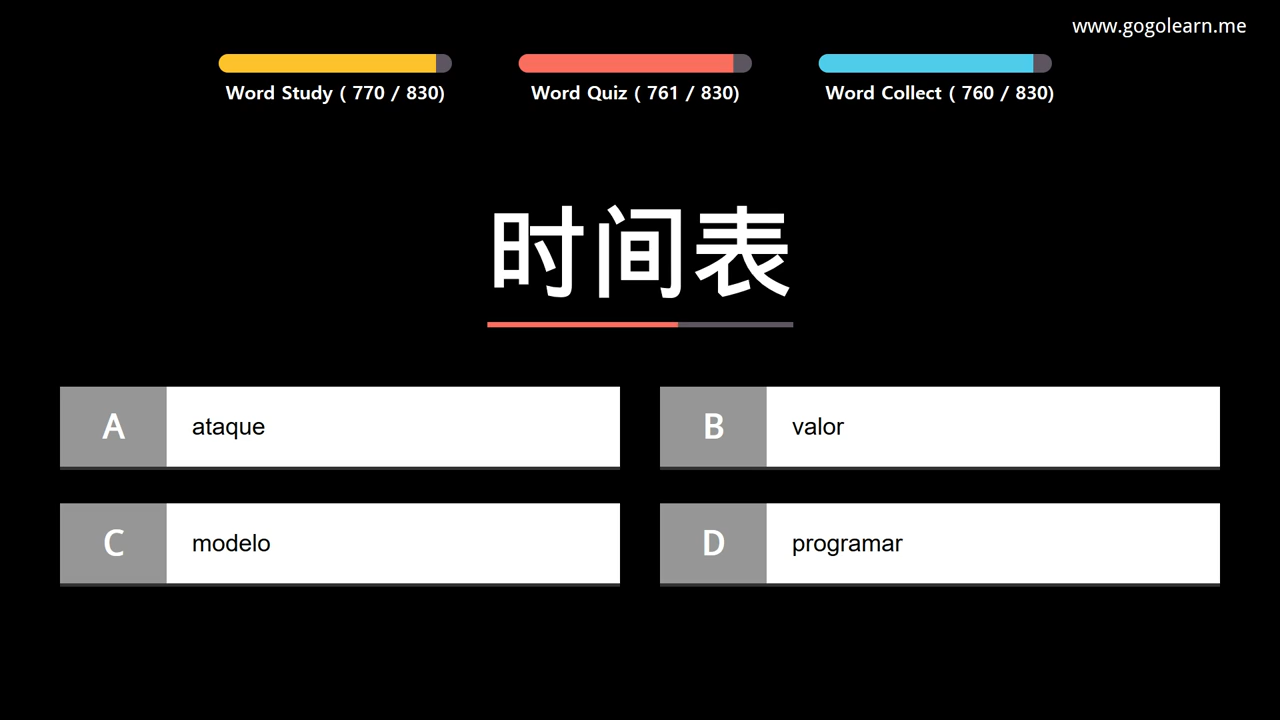 www.gogolearn.me
Word Study ( 770 / 830)
Word Quiz ( 761 / 830)
Word Collect ( 760 / 830)
时间表
A ataque
B valor
C modelo
D programar